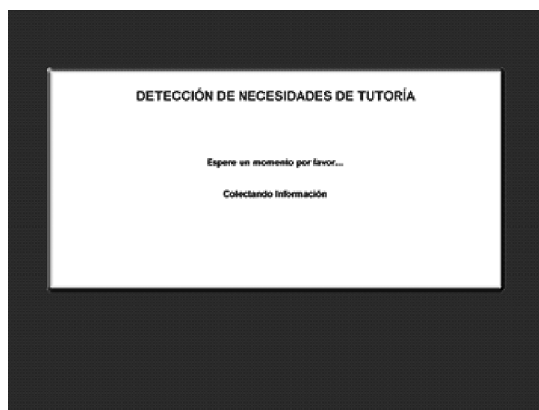 DETECCIÓN DE NECESIDADES DE TUTORÍA
Espere un momento por favor...
Colectando Información